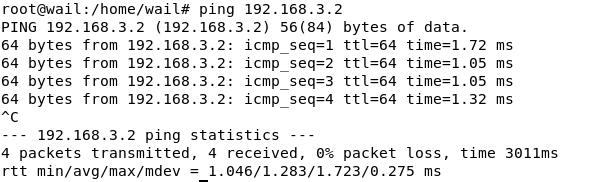 root@wail:/home/wail# ping 192.168.3.2
PING 192.168.3.2 (192.168.3.2) 56(84) bytes of data.
64 bytes from 192.168.3.2: icmp_seq=1 ttl=64 time=1.72 ms
64 bytes from 192.168.3.2: icmp_seq=2 ttl=64 time=1.05 ms
64 bytes from 192.168.3.2: icmp_seq=3 ttl=64 time=1.05 ms
64 bytes from 192.168.3.2: icmp_seq=4 ttl=64 time=1.32 ms
^C
--- 192.168.3.2 ping statistics ---
4 packets transmitted, 4 received, 0% packet loss, time 3011ms
rtt min/avg/max/mdev = 1.046/1.283/1.723/0.275 ms